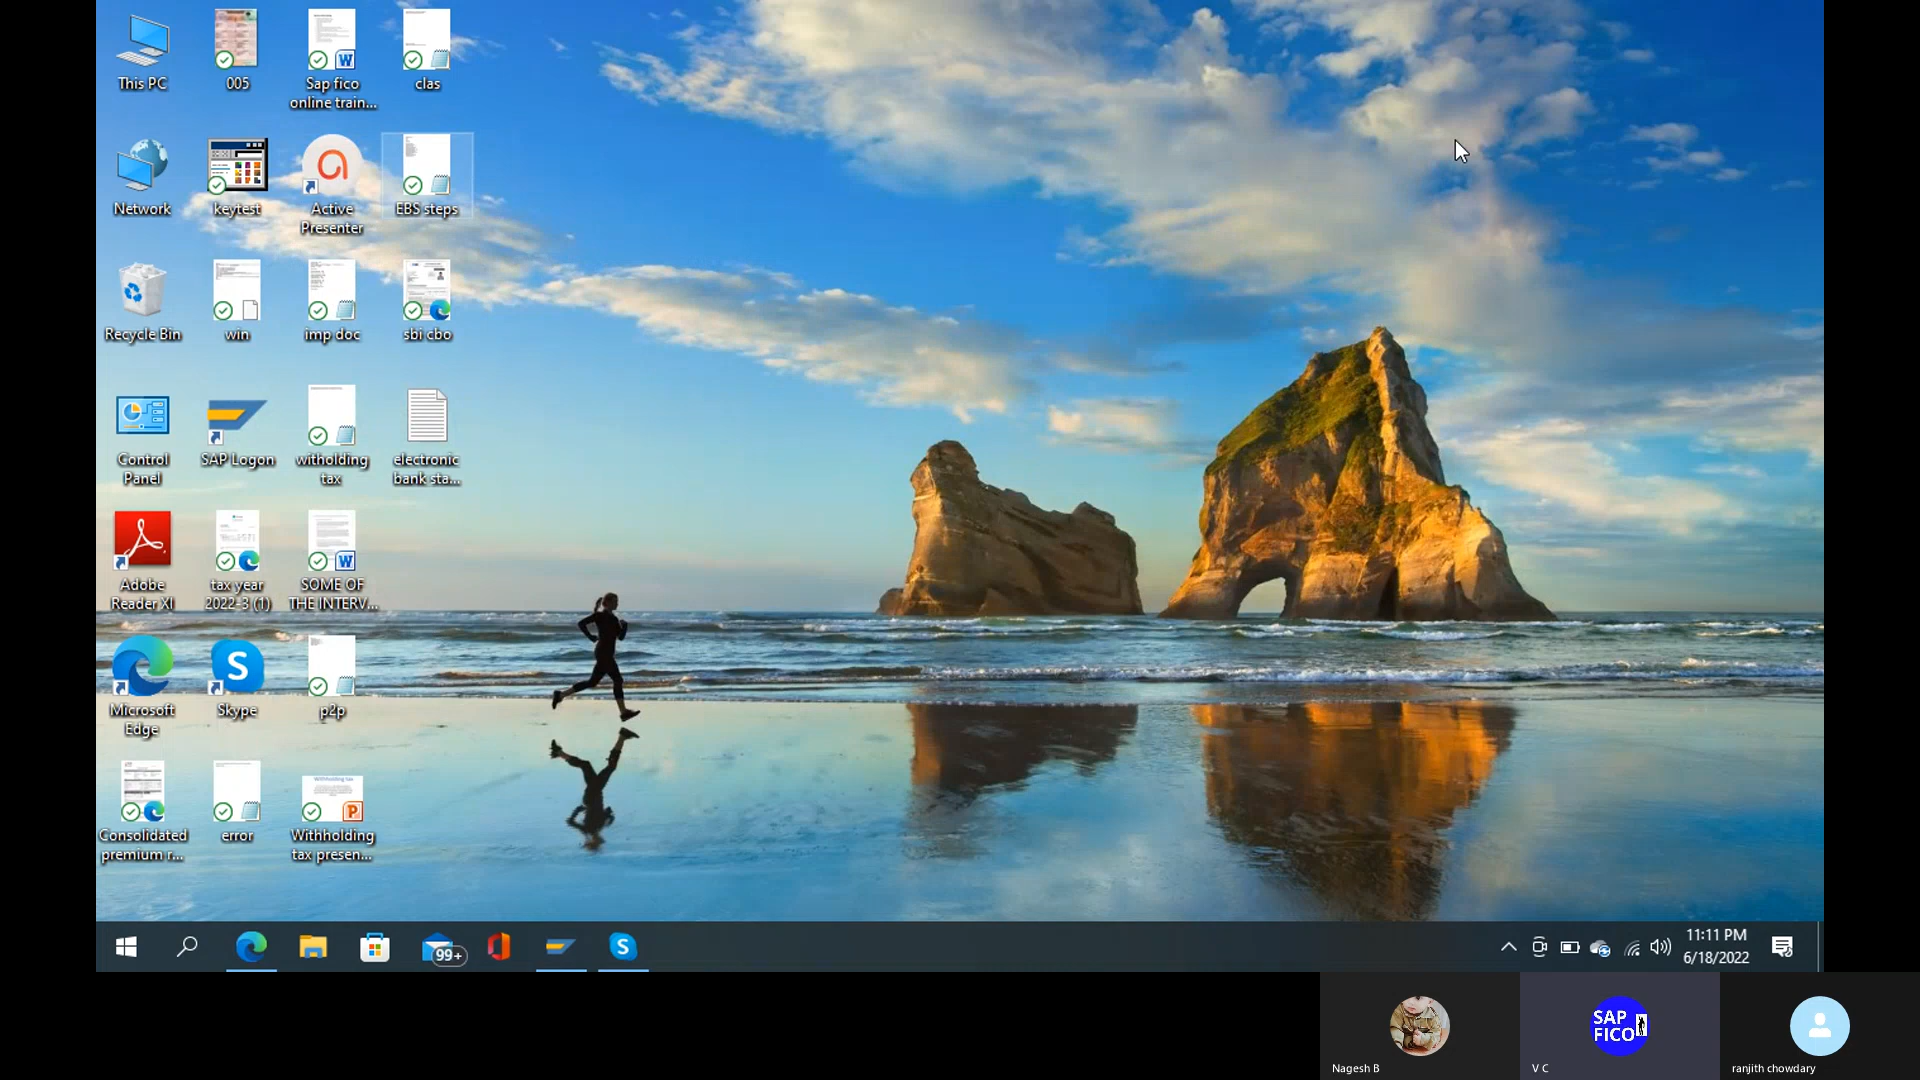 This PC
005
Sap fico
online train...
clas
Network
keytest
Active
Presenter
EBS steps
Recycle Bin
win
imp doc
sbi cbo
Control
Panel
SAP Logon
witholding
tax
electronic
bank sta...
Adobe
Reader XI
tax year
2022-3 (1)
SOME OF
THE INTERV...
Microsoft
Edge
Skype
p2p
Consolidated
premium r...
error
Withholding tax
Withholding
tax presen...
99+
11:11 PM
6/18/2022
SAP
FICO
Nagesh B
V C
ranjith chowdary